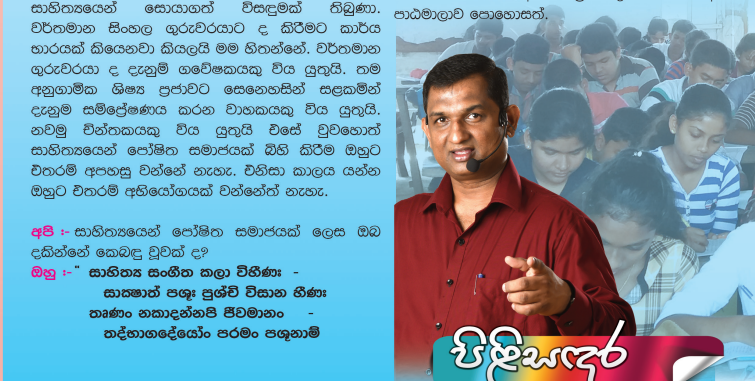 සාහිත්‍යයෙන් සොයාගත් විසඳුමක් තිබුණා.
වර්තමාන සිංහල ගුරුවරයාට ද කිරීමට කාර්ය
භාරයක් තියෙනවා කියලයි මම හිතන්නේ. වර්තමාන
ගුරුවරයා ද දැනුම් ගවේෂකයකු විය යුතුයි. තම
අනුගාමික ශිෂ්‍ය ප්‍රජාවට සෙනෙහසින් සළකමින්
දැනුම සම්ප්‍රේෂණය කරන වාහකයකු විය යුතුයි.
නවමු චින්තකයකු විය යුතුයි එසේ වුවහොත්
සාහිත්‍යයෙන් පෝෂිත සමාජයක් බිහි කිරීම ඔහුට
එතරම් අපහසු වන්නේ නැහැ. එනිසා කාලය යන්න
ඔහුට එතරම් අභියෝගයක් වන්නේත් නැහැ.
අපි :- සාහිත්‍යයෙන් පෝෂිත සමාජයක් ලෙස ඔබ
දකින්නේ කෙබඳු වූවක් ද?
ඔහු :- " සාහිත්‍ය සංගීත කලා විහීණඃ -
සාක්‍ෂාත් පශූඃ පුශ්ච්‍ි විසාන හීණඃ
තෘණං නකාදන්නපි ජීවමානං -
තද්භාගදේයෝං පරමං පශූනාම්
පාඨමාලාව පොහොසත්.
පිළිසඳර